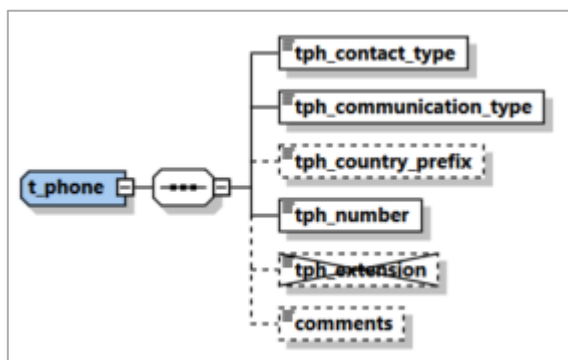 tph_contact_type
tph_communication_type
tph_country_prefix
t_phone
tph_number
tph_extension
comments